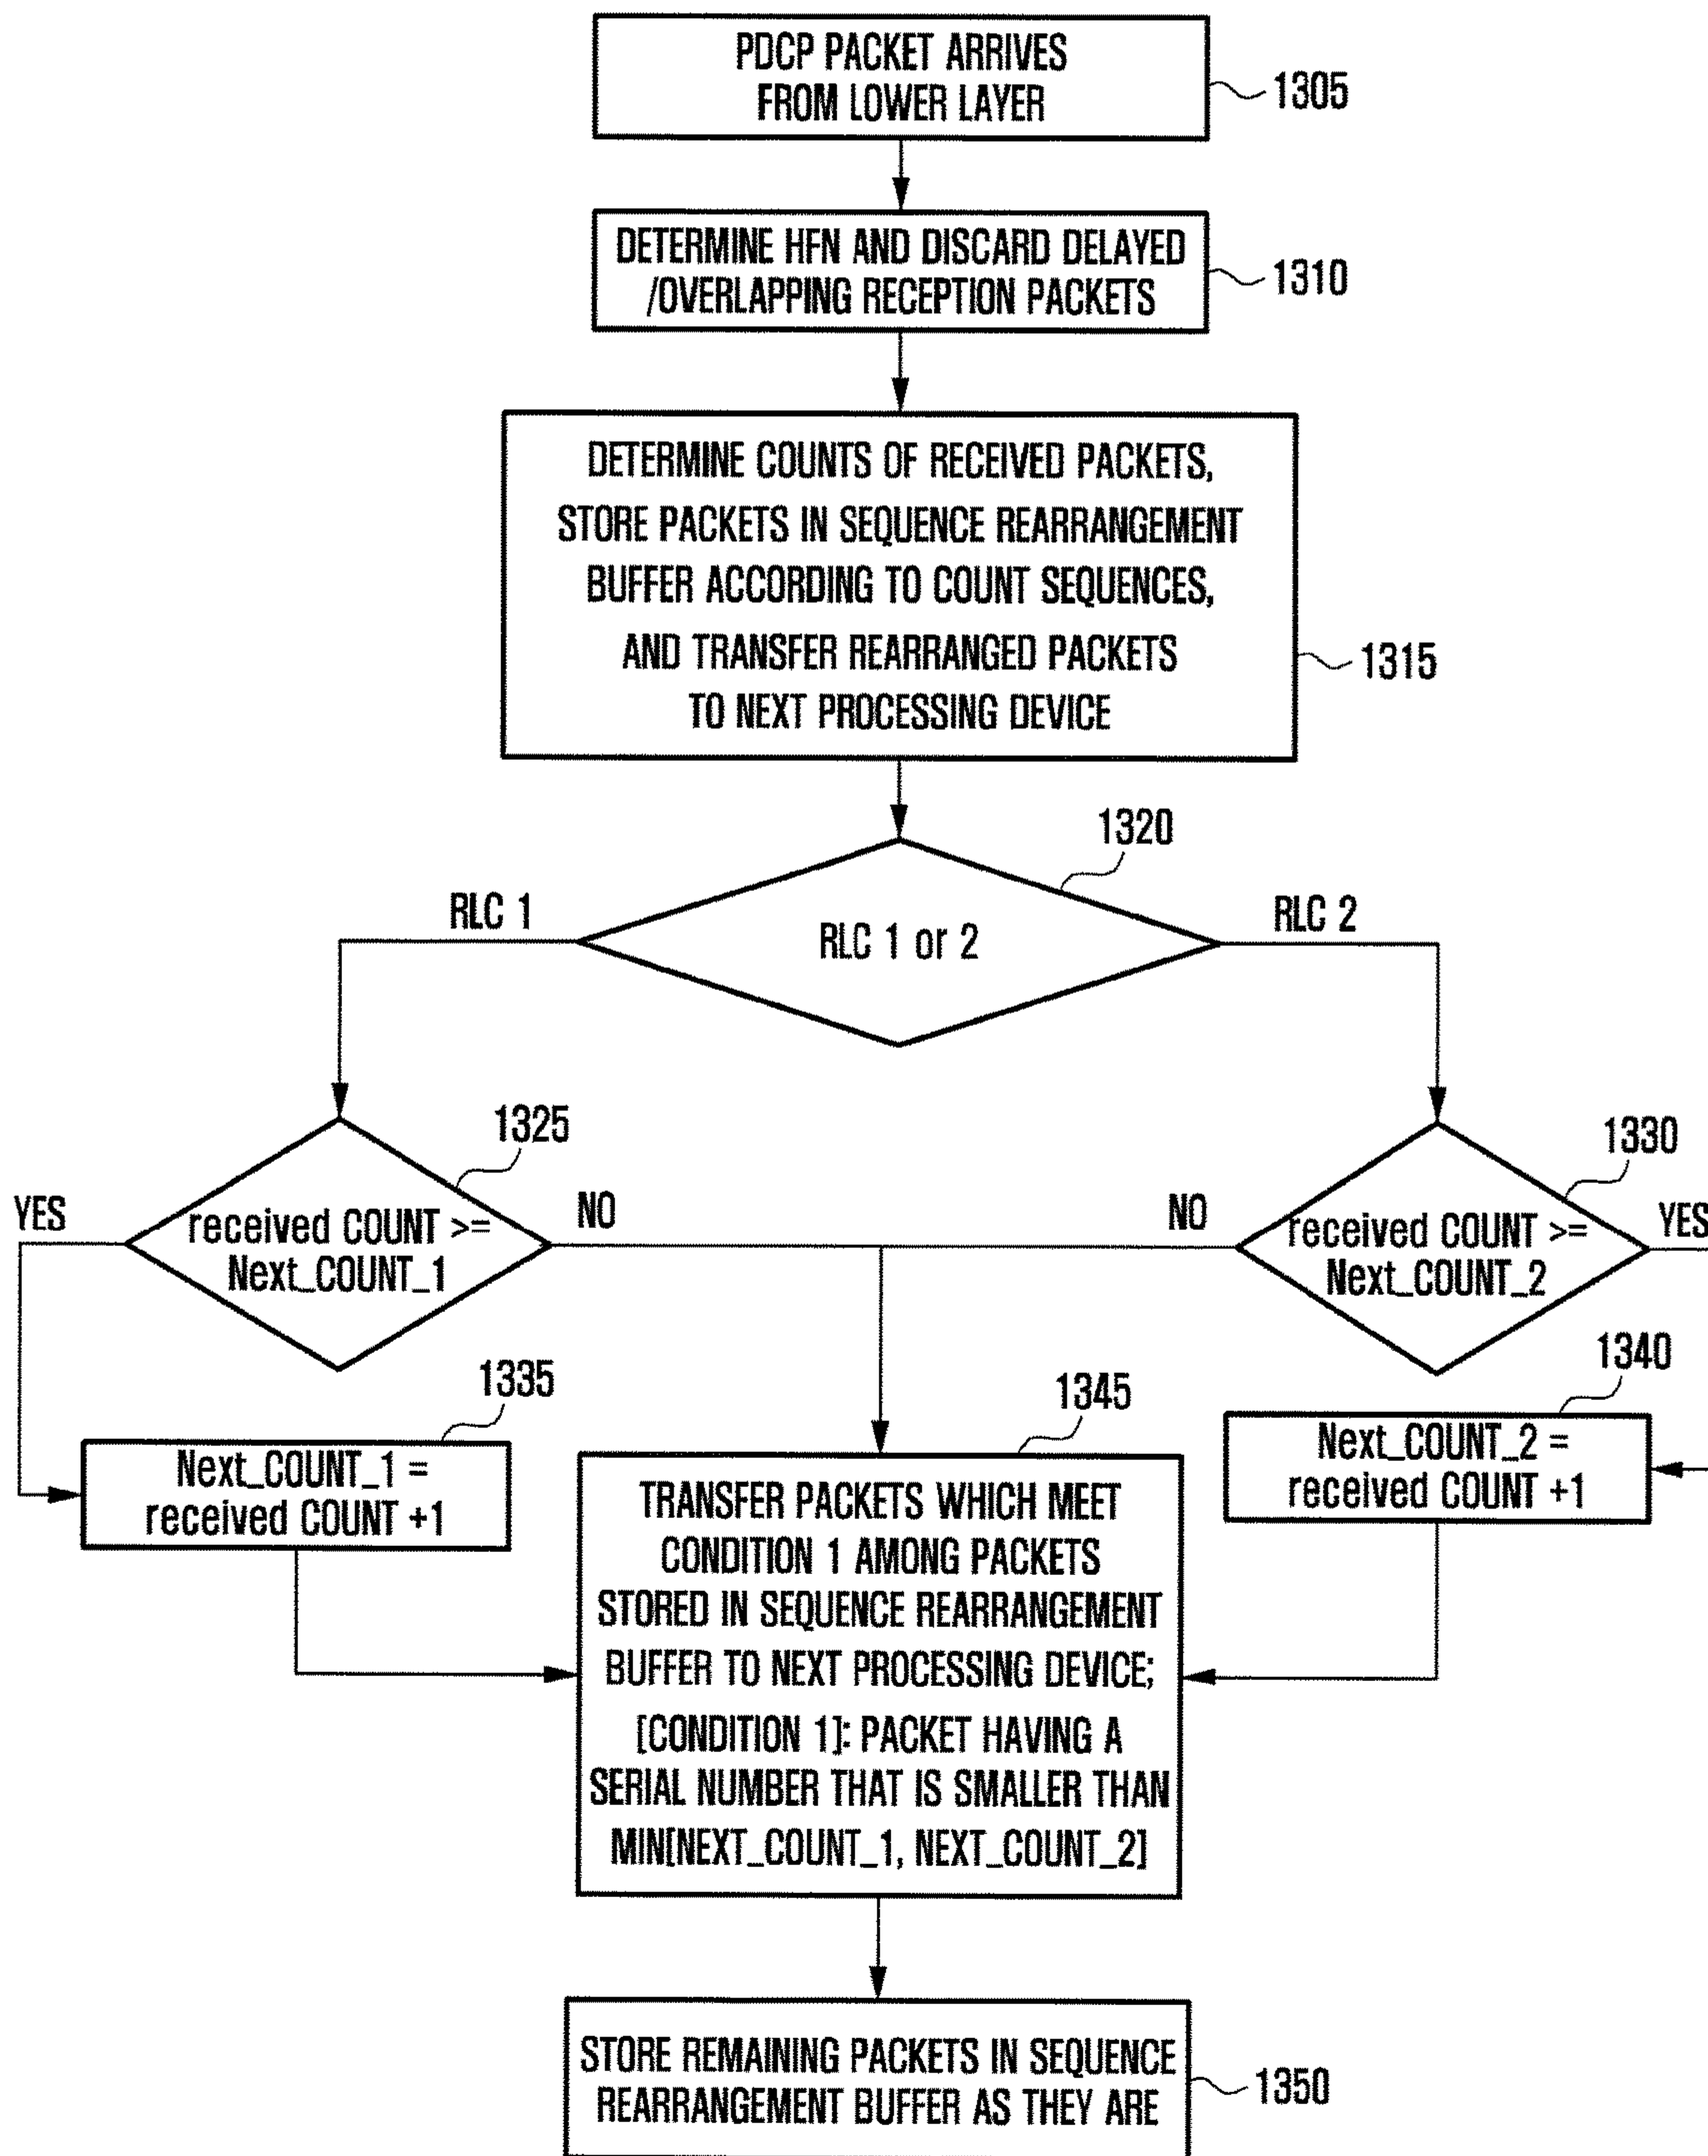 PDCP PACKET ARRIVES
FROM LOWER LAYER
1305
DETERMINE HFN AND DISCARD DELAYED
/OVERLAPPING RECEPTION PACKETS
1310
DETERMINE COUNTS OF RECEIVED PACKETS,
STORE PACKETS IN SEQUENCE REARRANGEMENT
BUFFER ACCORDING TO COUNT SEQUENCES,
AND TRANSFER REARRANGED PACKETS
TO NEXT PROCESSING DEVICE
1315
1320
RLC 1
RLC 1 or 2
RLC 2
1325
YES
received COUNT >=
Next_COUNT_1
NO
1330
NO
received COUNT >=
Next_COUNT_2
YES
1335
Next_COUNT_1 =
received COUNT +1
1340
Next_COUNT_2 =
received COUNT +1
1345
TRANSFER PACKETS WHICH MEET
CONDITION 1 AMONG PACKETS
STORED IN SEQUENCE REARRANGEMENT
BUFFER TO NEXT PROCESSING DEVICE;
[CONDITION 1]: PACKET HAVING A
SERIAL NUMBER THAT IS SMALLER THAN
MIN[NEXT_COUNT_1, NEXT_COUNT_2]
STORE REMAINING PACKETS IN SEQUENCE
REARRANGEMENT BUFFER AS THEY ARE
1350